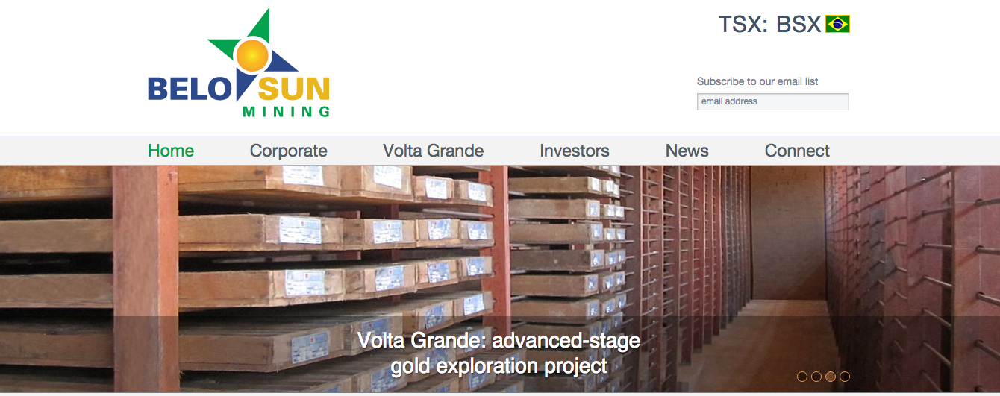 BELO SUN
MINING
TSX: BSX
Subscribe to our email list
email address
Home Corporate Volta Grande Investors News Connect
Volta Grande: advanced-stage
gold exploration project